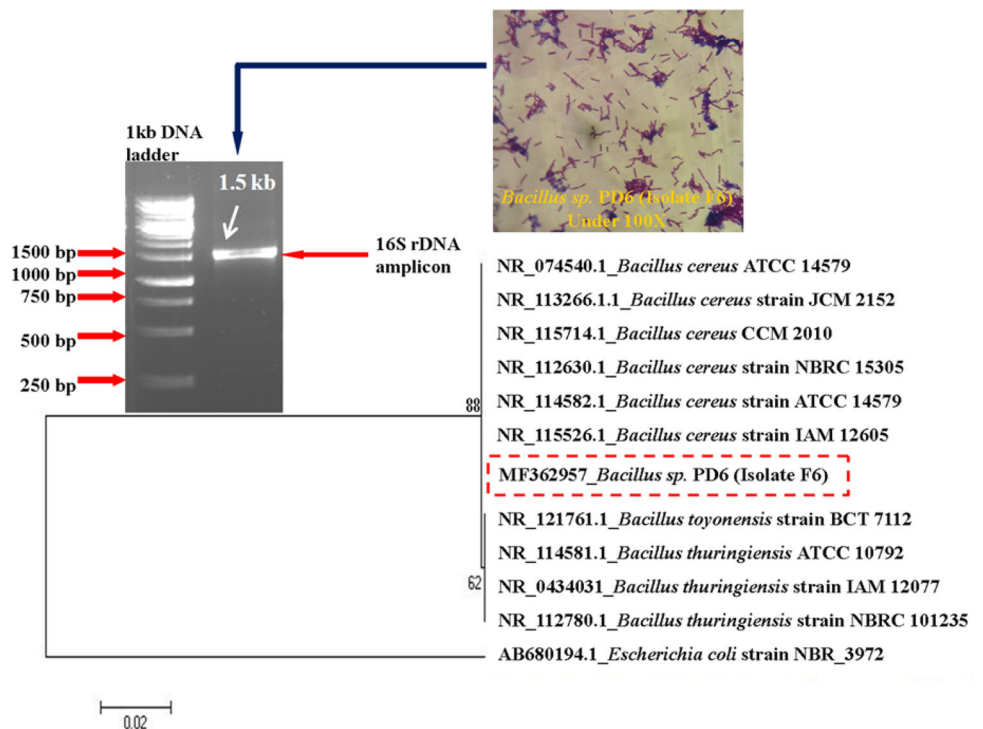 1kb DNA
ladder
1.5 kb
1500 bp
1000 bp
750 bp
500 bp
250 bp
16S rDNA
amplicon
Bacillus sp. PD6 (Isolate F6)
Under 100X
NR_074540.1_Bacillus cereus ATCC 14579
NR_113266.1.1_Bacillus cereus strain JCM 2152
NR_115714.1_Bacillus cereus CCM 2010
NR_112630.1_Bacillus cereus strain NBRC 15305
NR_114582.1_Bacillus cereus strain ATCC 14579
NR_115526.1_Bacillus cereus strain IAM 12605
88
MF362957_Bacillus sp. PD6 (Isolate F6)
NR_121761.1_Bacillus toyonensis strain BCT 7112
NR_114581.1_Bacillus thuringiensis ATCC 10792
62
NR_0434031_Bacillus thuringiensis strain IAM 12077
NR_112780.1_Bacillus thuringiensis strain NBRC 101235
AB680194.1_Escherichia coli strain NBR_3972
0.02